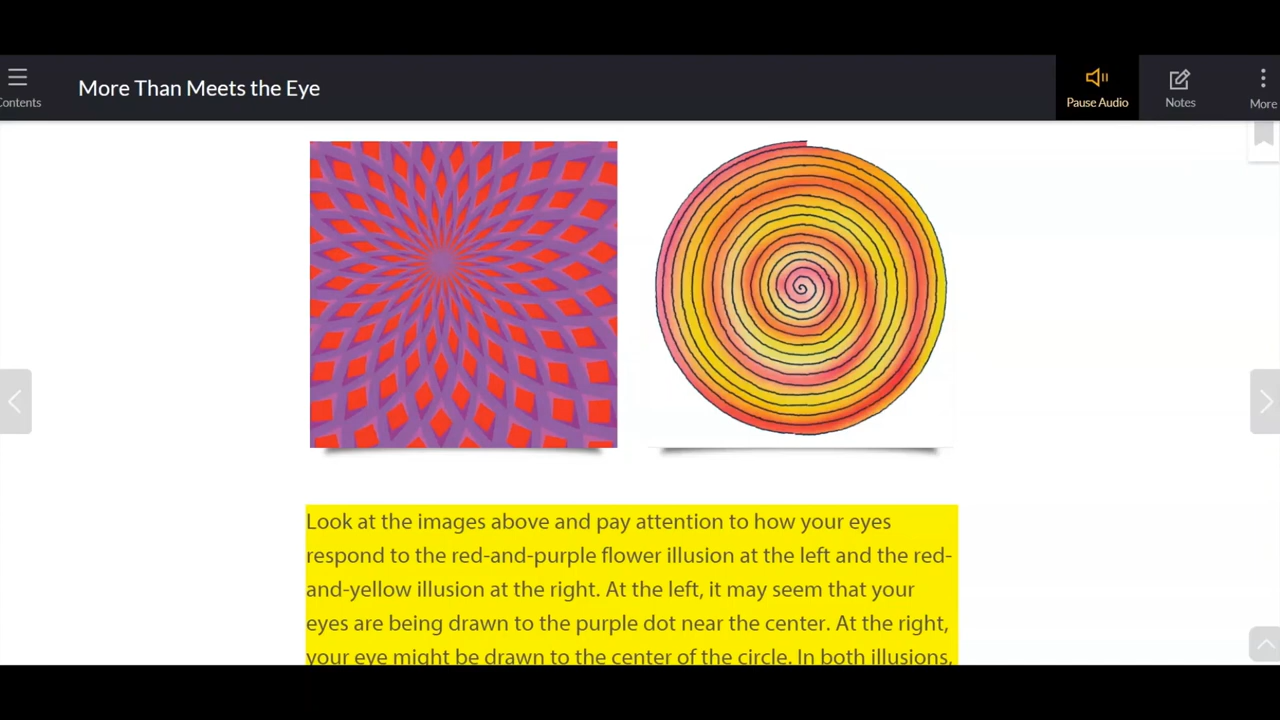 More Than Meets the Eye
Contents
Pause Audio
Notes
More
Look at the images above and pay attention to how your eyes
respond to the red-and-purple flower illusion at the left and the red-
and-yellow illusion at the right. At the left, it may seem that your
eyes are being drawn to the purple dot near the center. At the right,
your eye might be drawn to the center of the circle. In both illusions,